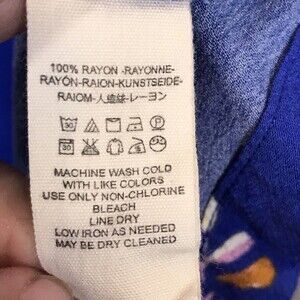 100% RAYON -RAYONNE-
RAYÓN-RAION-KUNSTSEIDE-
RAIOM-人造絲-レーヨン
MACHINE WASH COLD
WITH LIKE COLORS
USE ONLY NON-CHLORINE
BLEACH
LINE DRY
LOW IRON AS NEEDED
MAY BE DRY CLEANED